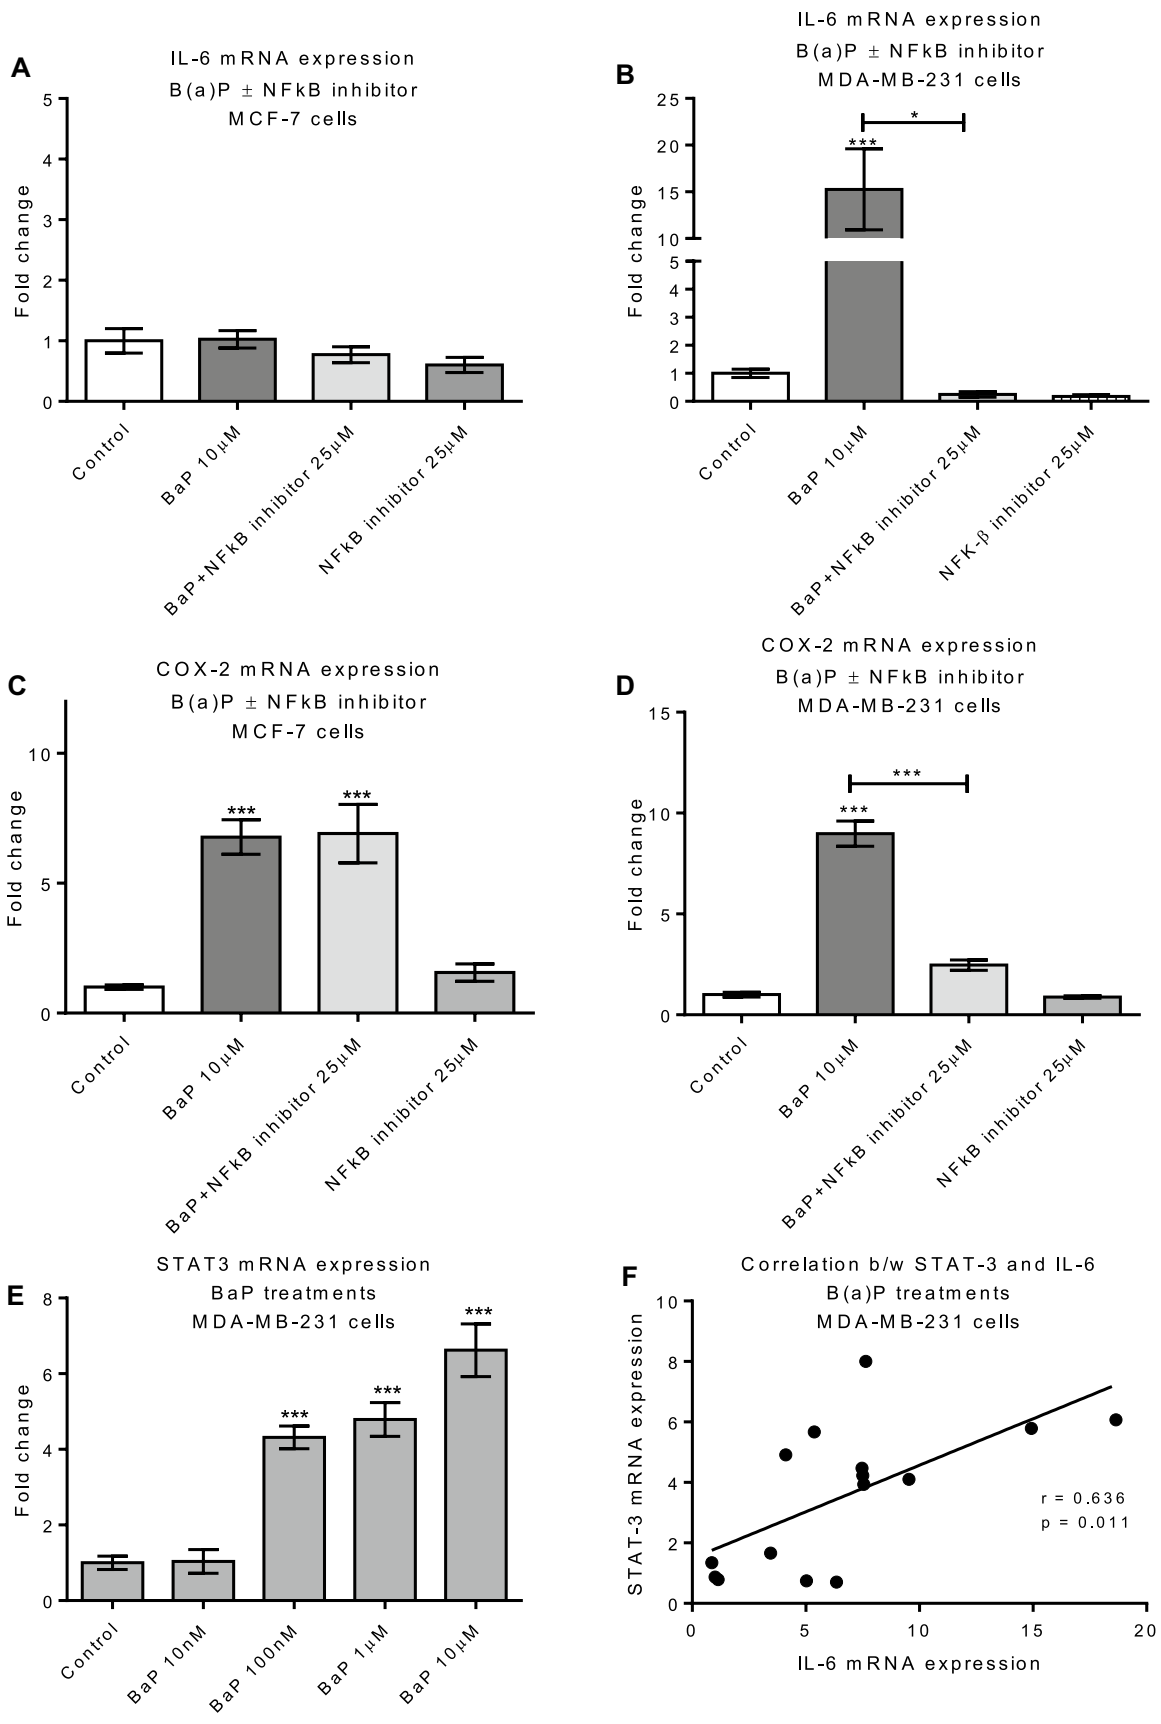 A
IL-6 mRNA expression
B(a)P ± NFkB inhibitor
MCF-7 cells
Fold change
5
4
3
2
1
0
Control
BaP 10μM
BaP+NFkB inhibitor 25μM
NFkB inhibitor 25μM
B
IL-6 mRNA expression
B(a)P ± NFkB inhibitor
MDA-MB-231 cells
Fold change
25
20
15
10
5
4
3
2
1
0
***
*
Control
BaP 10μM
BaP+NFkB inhibitor 25μM
NFK-β inhibitor 25μM
C
COX-2 mRNA expression
B(a)P ± NFkB inhibitor
MCF-7 cells
Fold change
10
5
0
***
***
Control
BaP 10μM
BaP+NFkB inhibitor 25μM
NFkB inhibitor 25μM
D
COX-2 mRNA expression
B(a)P ± NFkB inhibitor
MDA-MB-231 cells
Fold change
15
10
5
0
***
***
Control
BaP 10μM
BaP+NFkB inhibitor 25μM
NFkB inhibitor 25μM
E
STAT3 mRNA expression
BaP treatments
MDA-MB-231 cells
Fold change
8
6
4
2
0
***
***
***
Control
BaP 10nM
BaP 100nM
BaP 1μM
BaP 10μM
F
Correlation b/w STAT-3 and IL-6
B(a)P treatments
MDA-MB-231 cells
STAT-3 mRNA expression
10
8
6
4
2
0
r = 0.636
p = 0.011
0
5
10
15
20
IL-6 mRNA expression